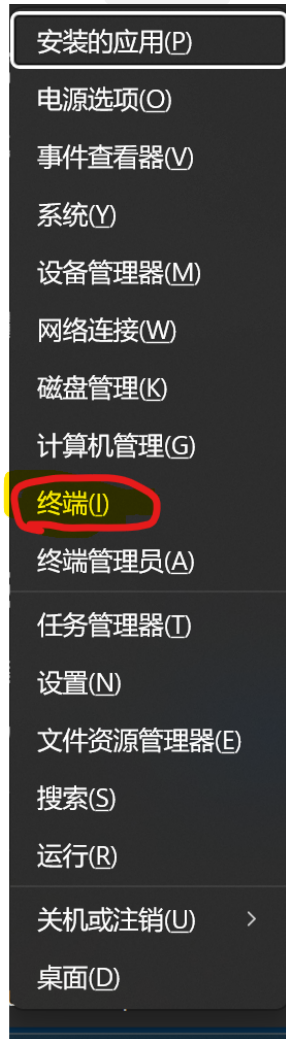 安装的应用(P)
电源选项(O)
事件查看器(V)
系统(Y)
设备管理器(M)
网络连接(W)
磁盘管理(K)
计算机管理(G)
终端(I)
终端管理员(A)
任务管理器(T)
设置(N)
文件资源管理器(E)
搜索(S)
运行(R)
关机或注销(U)
桌面(D)